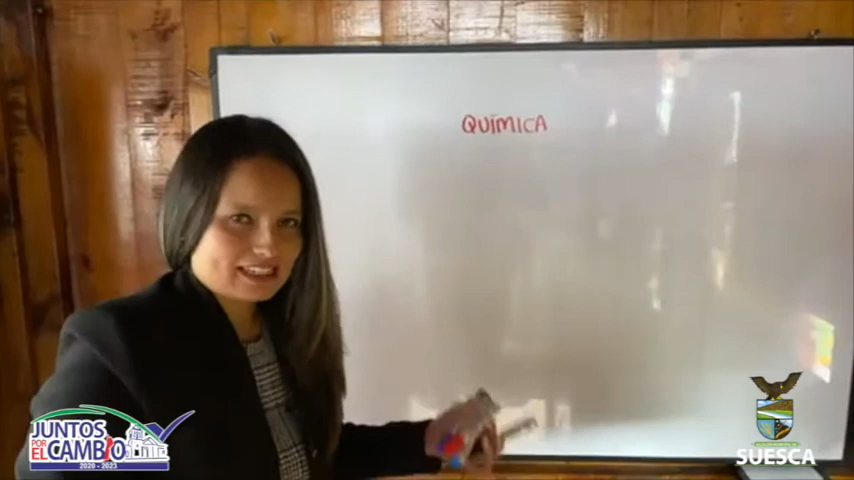 QUÍMICA
JUNTOS
POR
EL CAMBIO
2020 - 2023
SUESCA